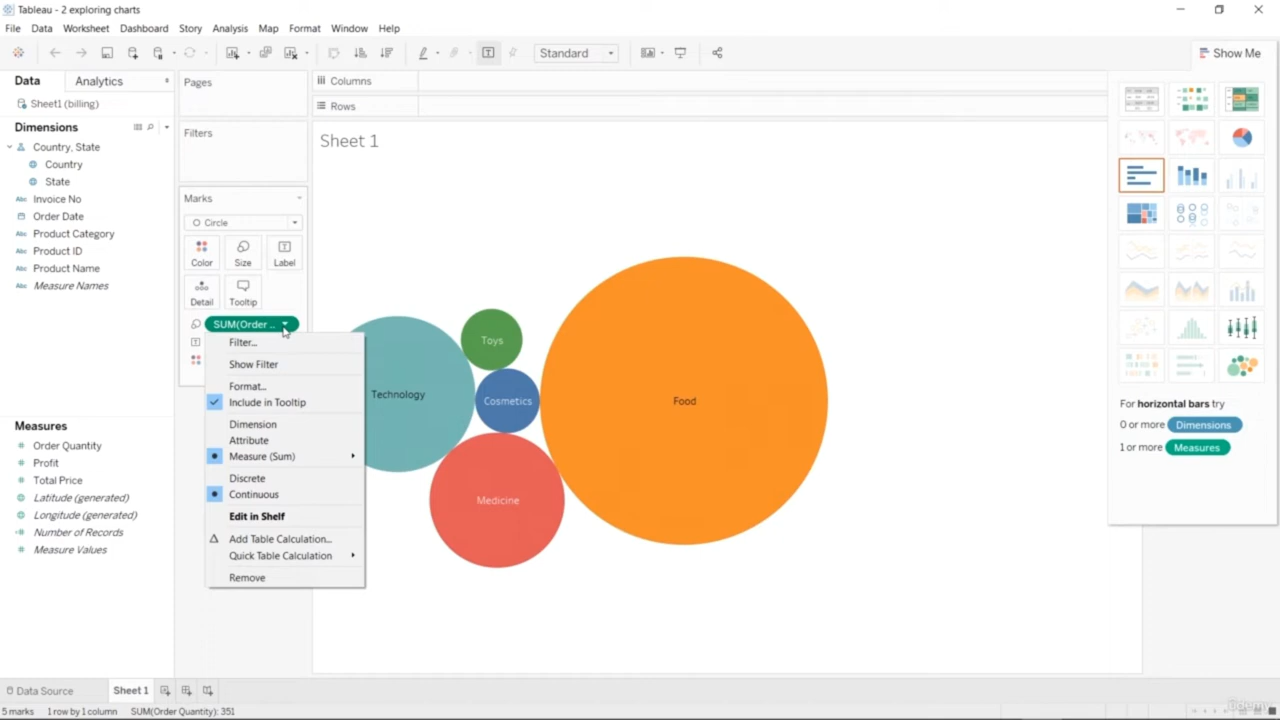 Tableau - 2 exploring charts
File Data Worksheet Dashboard Story Analysis Map Format Window Help
Standard
Show Me
Data Analytics
Sheet1 (billing)
Dimensions
Country, State
Country
State
Abc Invoice No
Order Date
Abc Product Category
Abc Product ID
Abc Product Name
Abc Measure Names
Measures
Order Quantity
Profit
Total Price
Latitude (generated)
Longitude (generated)
Number of Records
Measure Values
Pages
Filters
Marks
Circle
Color Size Label
Detail Tooltip
SUM(Order ..
Filter...
Show Filter
Format...
Include in Tooltip
Dimension
Attribute
Measure (Sum)
Discrete
Continuous
Edit in Shelf
Add Table Calculation...
Quick Table Calculation
Remove
Columns
Rows
Sheet 1
Technology
Toys
Cosmetics
Medicine
Food
For horizontal bars try
0 or more Dimensions
1 or more Measures
Data Source Sheet 1
5 marks 1 row by 1 column SUM(Order Quantity): 351